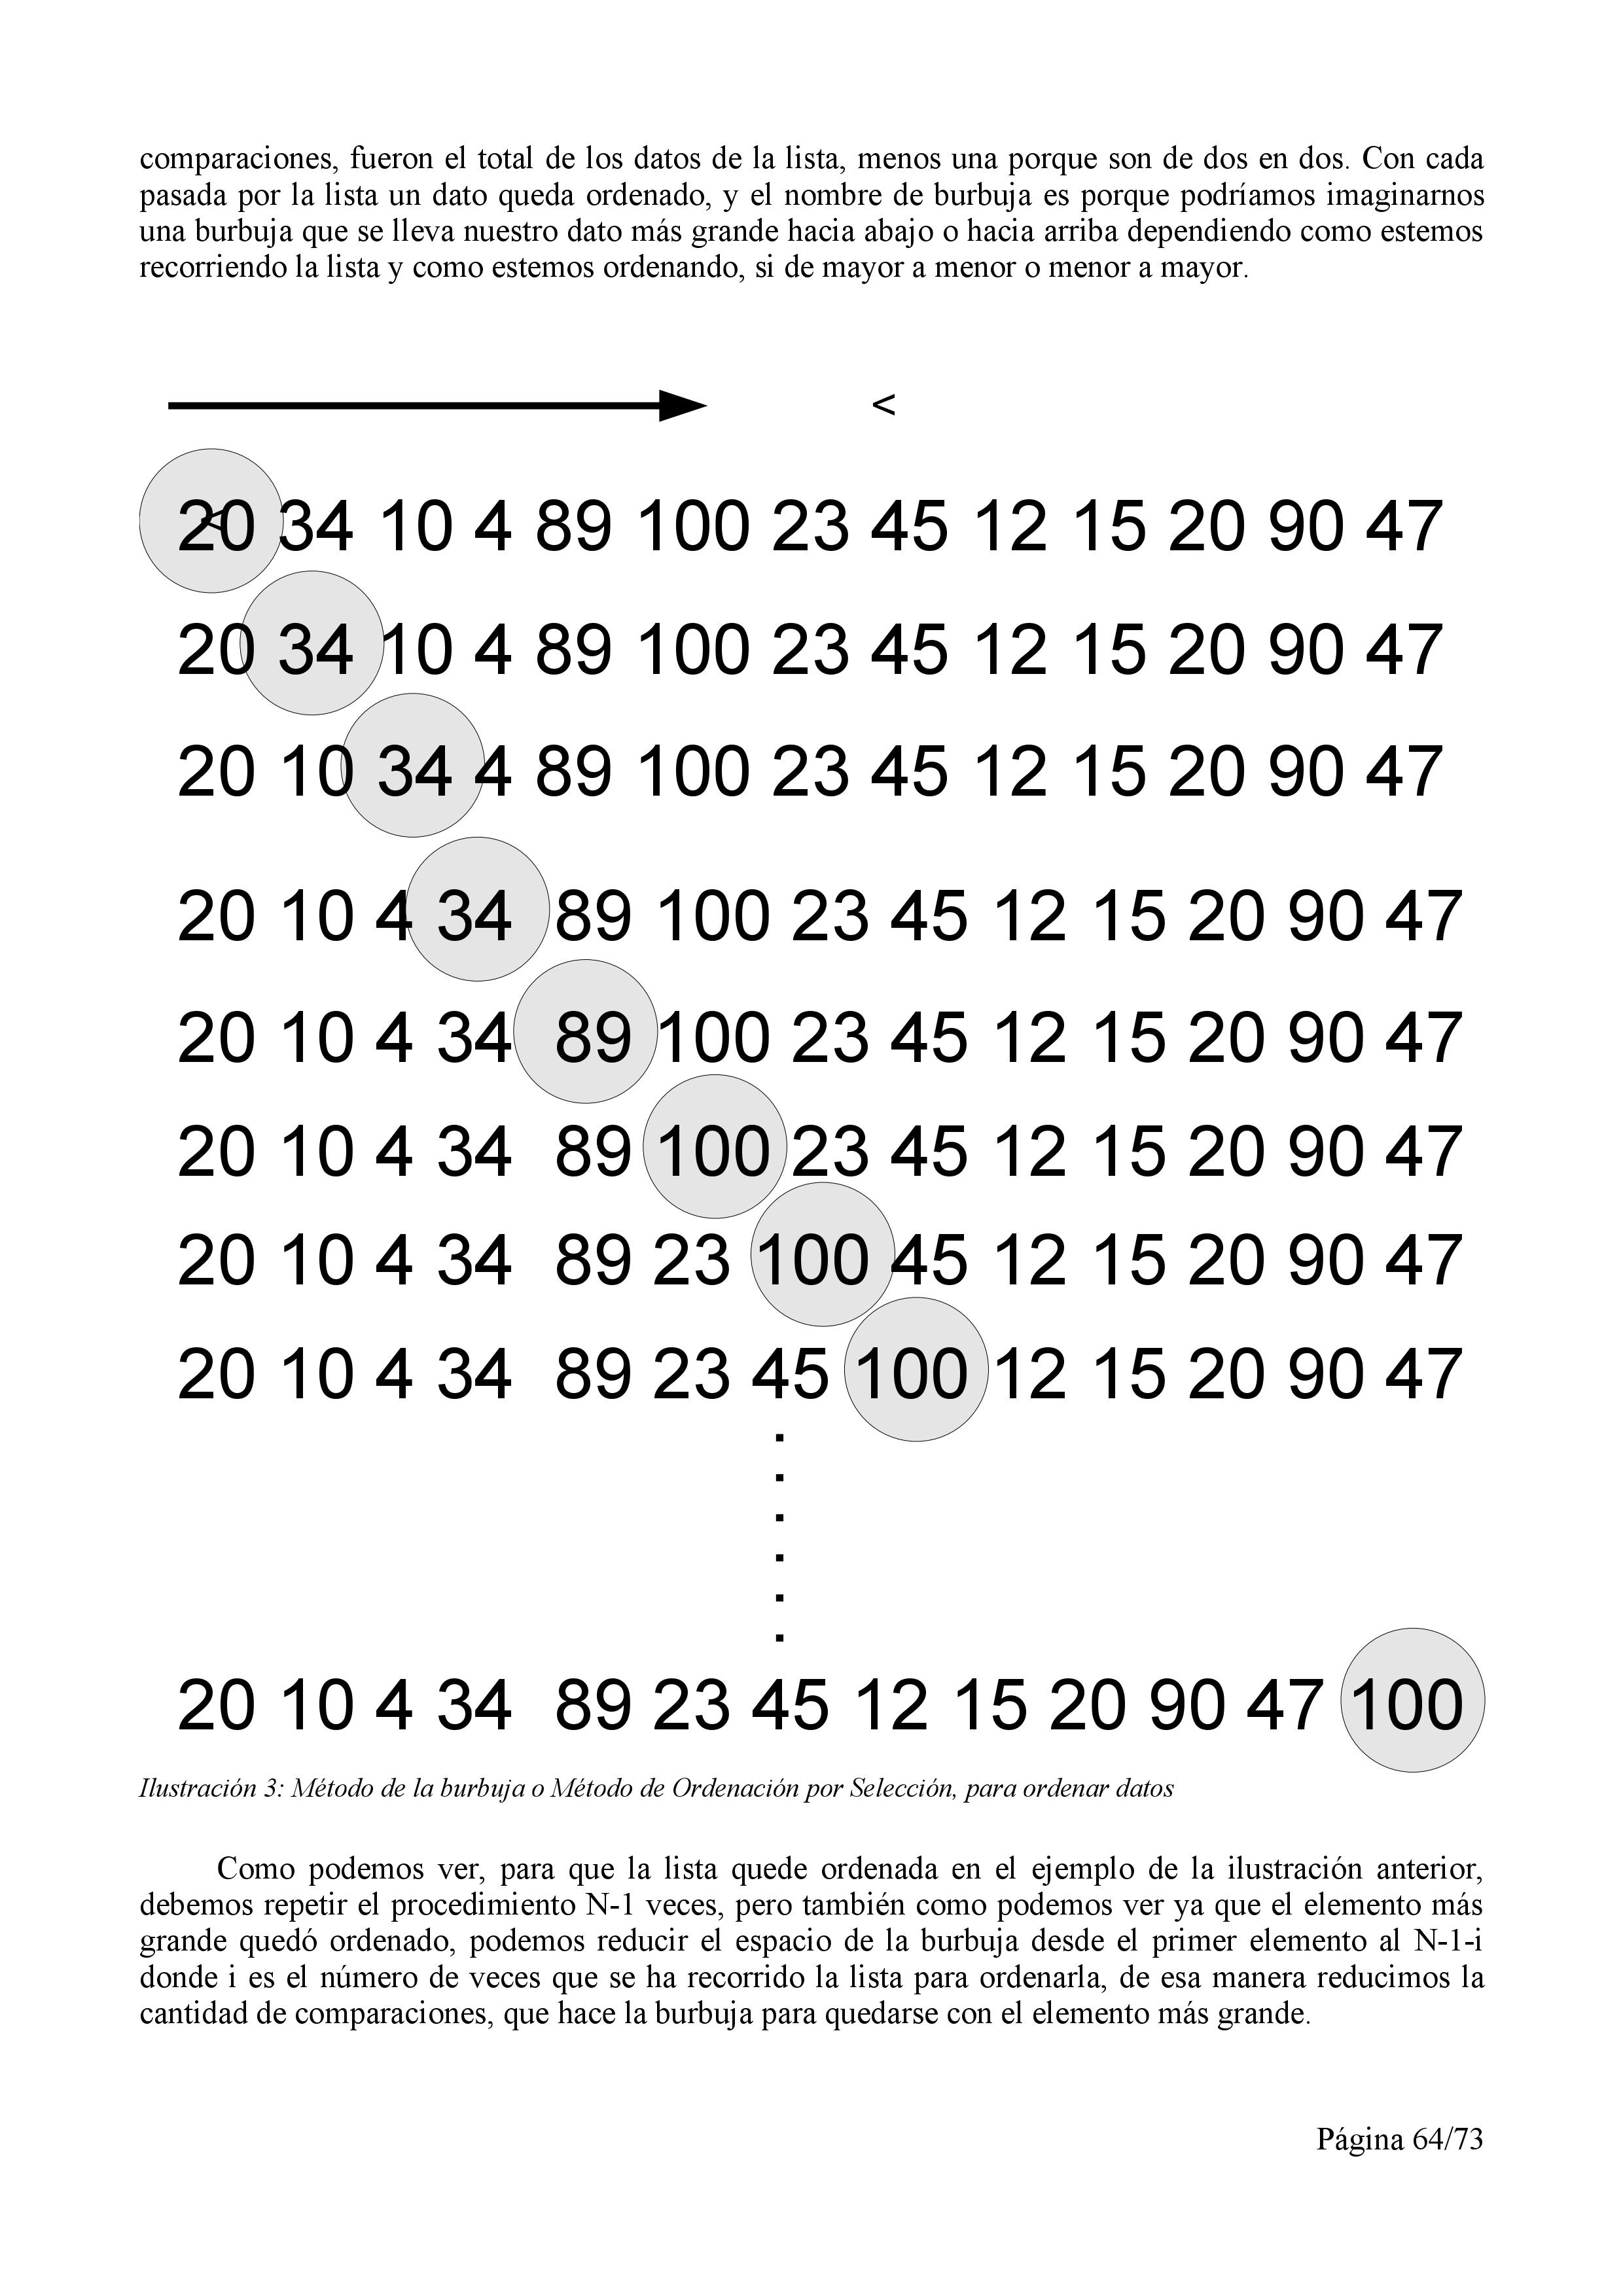 comparaciones, fueron el total de los datos de la lista, menos una porque son de dos en dos. Con cada
pasada por la lista un dato queda ordenado, y el nombre de burbuja es porque podríamos imaginarnos
una burbuja que se lleva nuestro dato más grande hacia abajo o hacia arriba dependiendo como estemos
recorriendo la lista y como estemos ordenando, si de mayor a menor o menor a mayor.
<
< 20 34 10 4 89 100 23 45 12 15 20 90 47
20 34 10 4 89 100 23 45 12 15 20 90 47
20 10 34 4 89 100 23 45 12 15 20 90 47
20 10 4 34 89 100 23 45 12 15 20 90 47
20 10 4 34 89 100 23 45 12 15 20 90 47
20 10 4 34 89 100 23 45 12 15 20 90 47
20 10 4 34 89 23 100 45 12 15 20 90 47
20 10 4 34 89 23 45 100 12 15 20 90 47
.
.
.
.
.
.
20 10 4 34 89 23 45 12 15 20 90 47 100
Ilustración 3: Método de la burbuja o Método de Ordenación por Selección, para ordenar datos
Como podemos ver, para que la lista quede ordenada en el ejemplo de la ilustración anterior,
debemos repetir el procedimiento N-1 veces, pero también como podemos ver ya que el elemento más
grande quedó ordenado, podemos reducir el espacio de la burbuja desde el primer elemento al N-1-i
donde i es el número de veces que se ha recorrido la lista para ordenarla, de esa manera reducimos la
cantidad de comparaciones, que hace la burbuja para quedarse con el elemento más grande.
Página 64/73